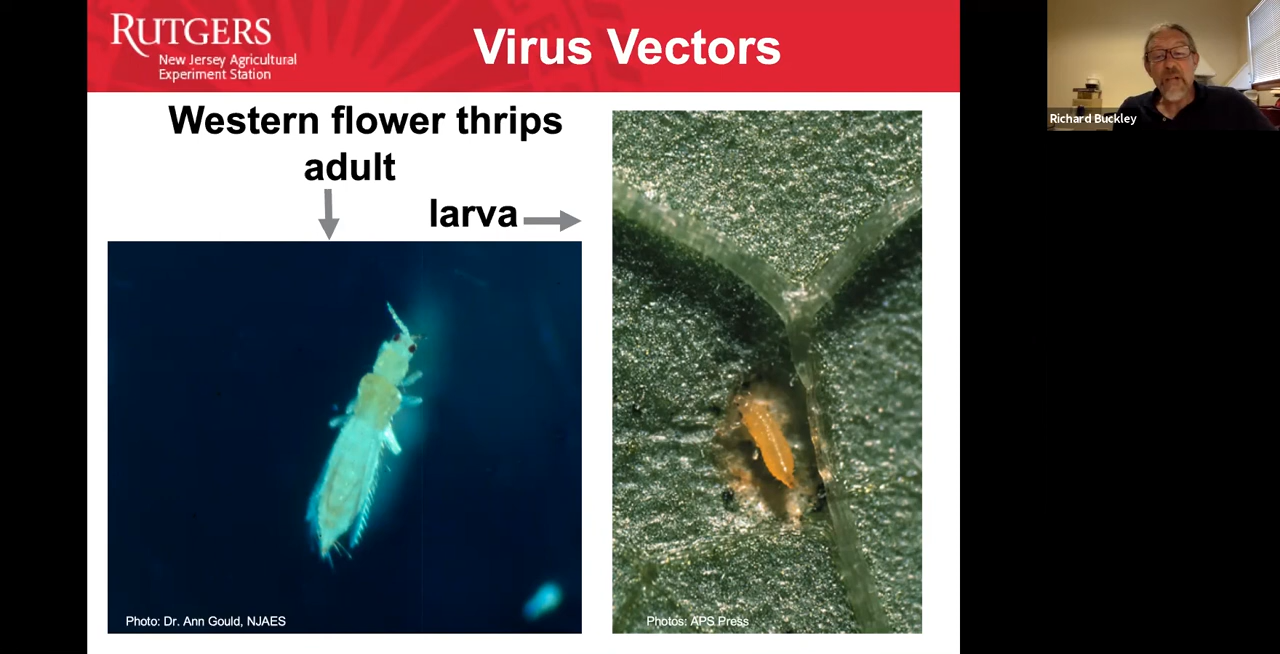 RUTGERS
New Jersey Agricultural
Experiment Station
Virus Vectors
Western flower thrips
adult
larva
Photo: Dr. Ann Gould, NJAES
Photos: APS Press
Richard Buckley